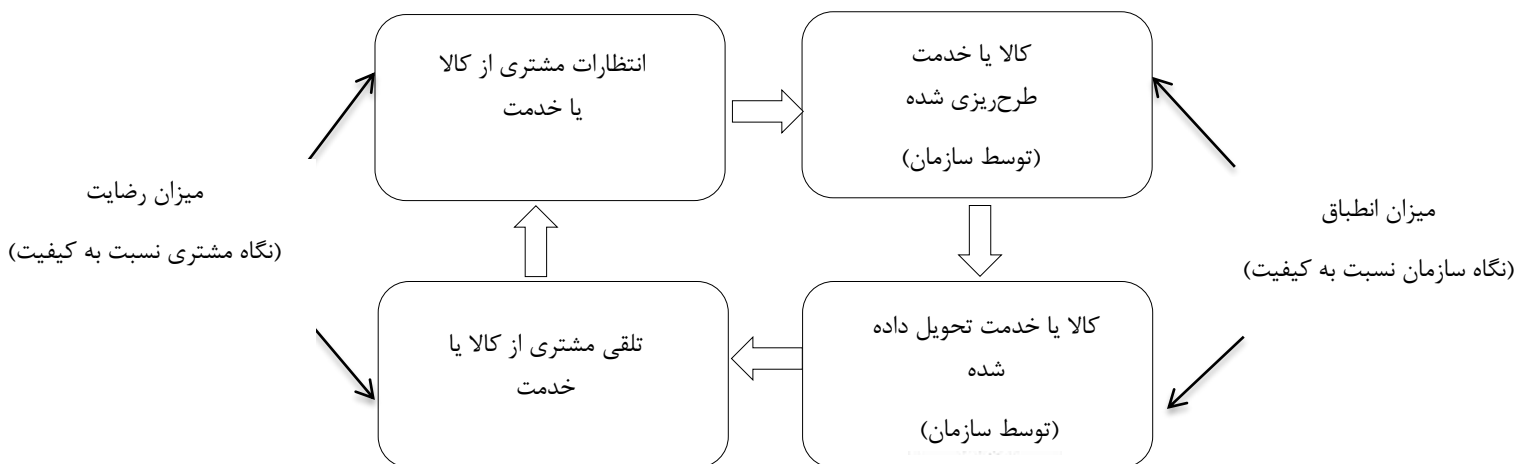 کالا یا خدمت
طرح‌ریزی شده
(توسط سازمان)
انتظارات مشتری از کالا
یا خدمت
میزان انطباق
(نگاه سازمان نسبت به کیفیت)
میزان رضایت
(نگاه مشتری نسبت به کیفیت)
کالا یا خدمت تحویل داده
شده
(توسط سازمان)
تلقی مشتری از کالا یا
خدمت